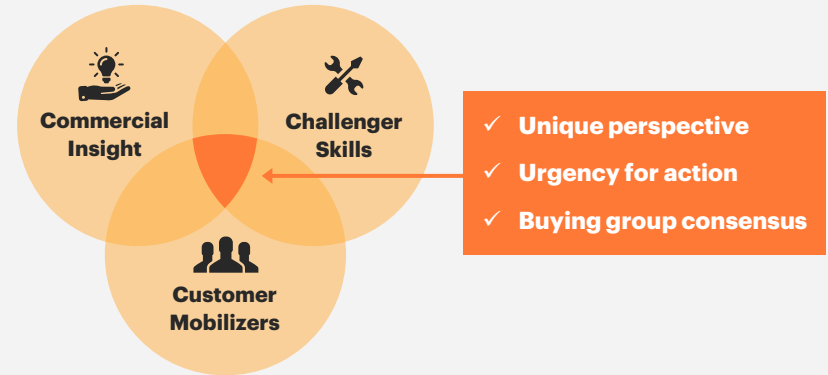 Commercial
Insight
Challenger
Skills
Customer
Mobilizers
✓ Unique perspective
✓ Urgency for action
✓ Buying group consensus